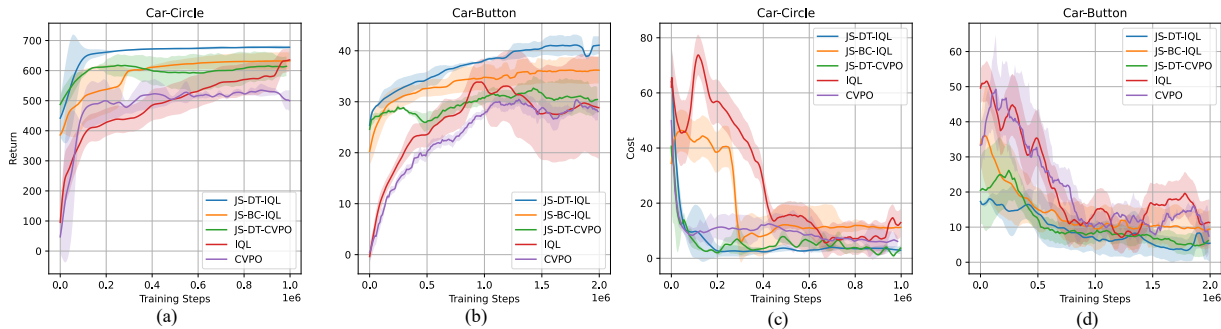 Car-Circle
Return
700
600
500
400
300
200
100
0
0.0 0.2 0.4 0.6 0.8 1.0
1e6
Training Steps
JS-DT-IQL
JS-BC-IQL
JS-DT-CVPO
IQL
CVPO
(a)
Car-Button
40
30
20
10
0
0.0 0.5 1.0 1.5 2.0
1e6
Training Steps
JS-DT-IQL
JS-BC-IQL
JS-DT-CVPO
IQL
CVPO
(b)
Car-Circle
Cost
80
60
40
20
0
0.0 0.2 0.4 0.6 0.8 1.0
1e6
Training Steps
JS-DT-IQL
JS-BC-IQL
JS-DT-CVPO
IQL
CVPO
(c)
Car-Button
60
50
40
30
20
10
0
0.0 0.5 1.0 1.5 2.0
1e6
Training Steps
JS-DT-IQL
JS-BC-IQL
JS-DT-CVPO
IQL
CVPO
(d)